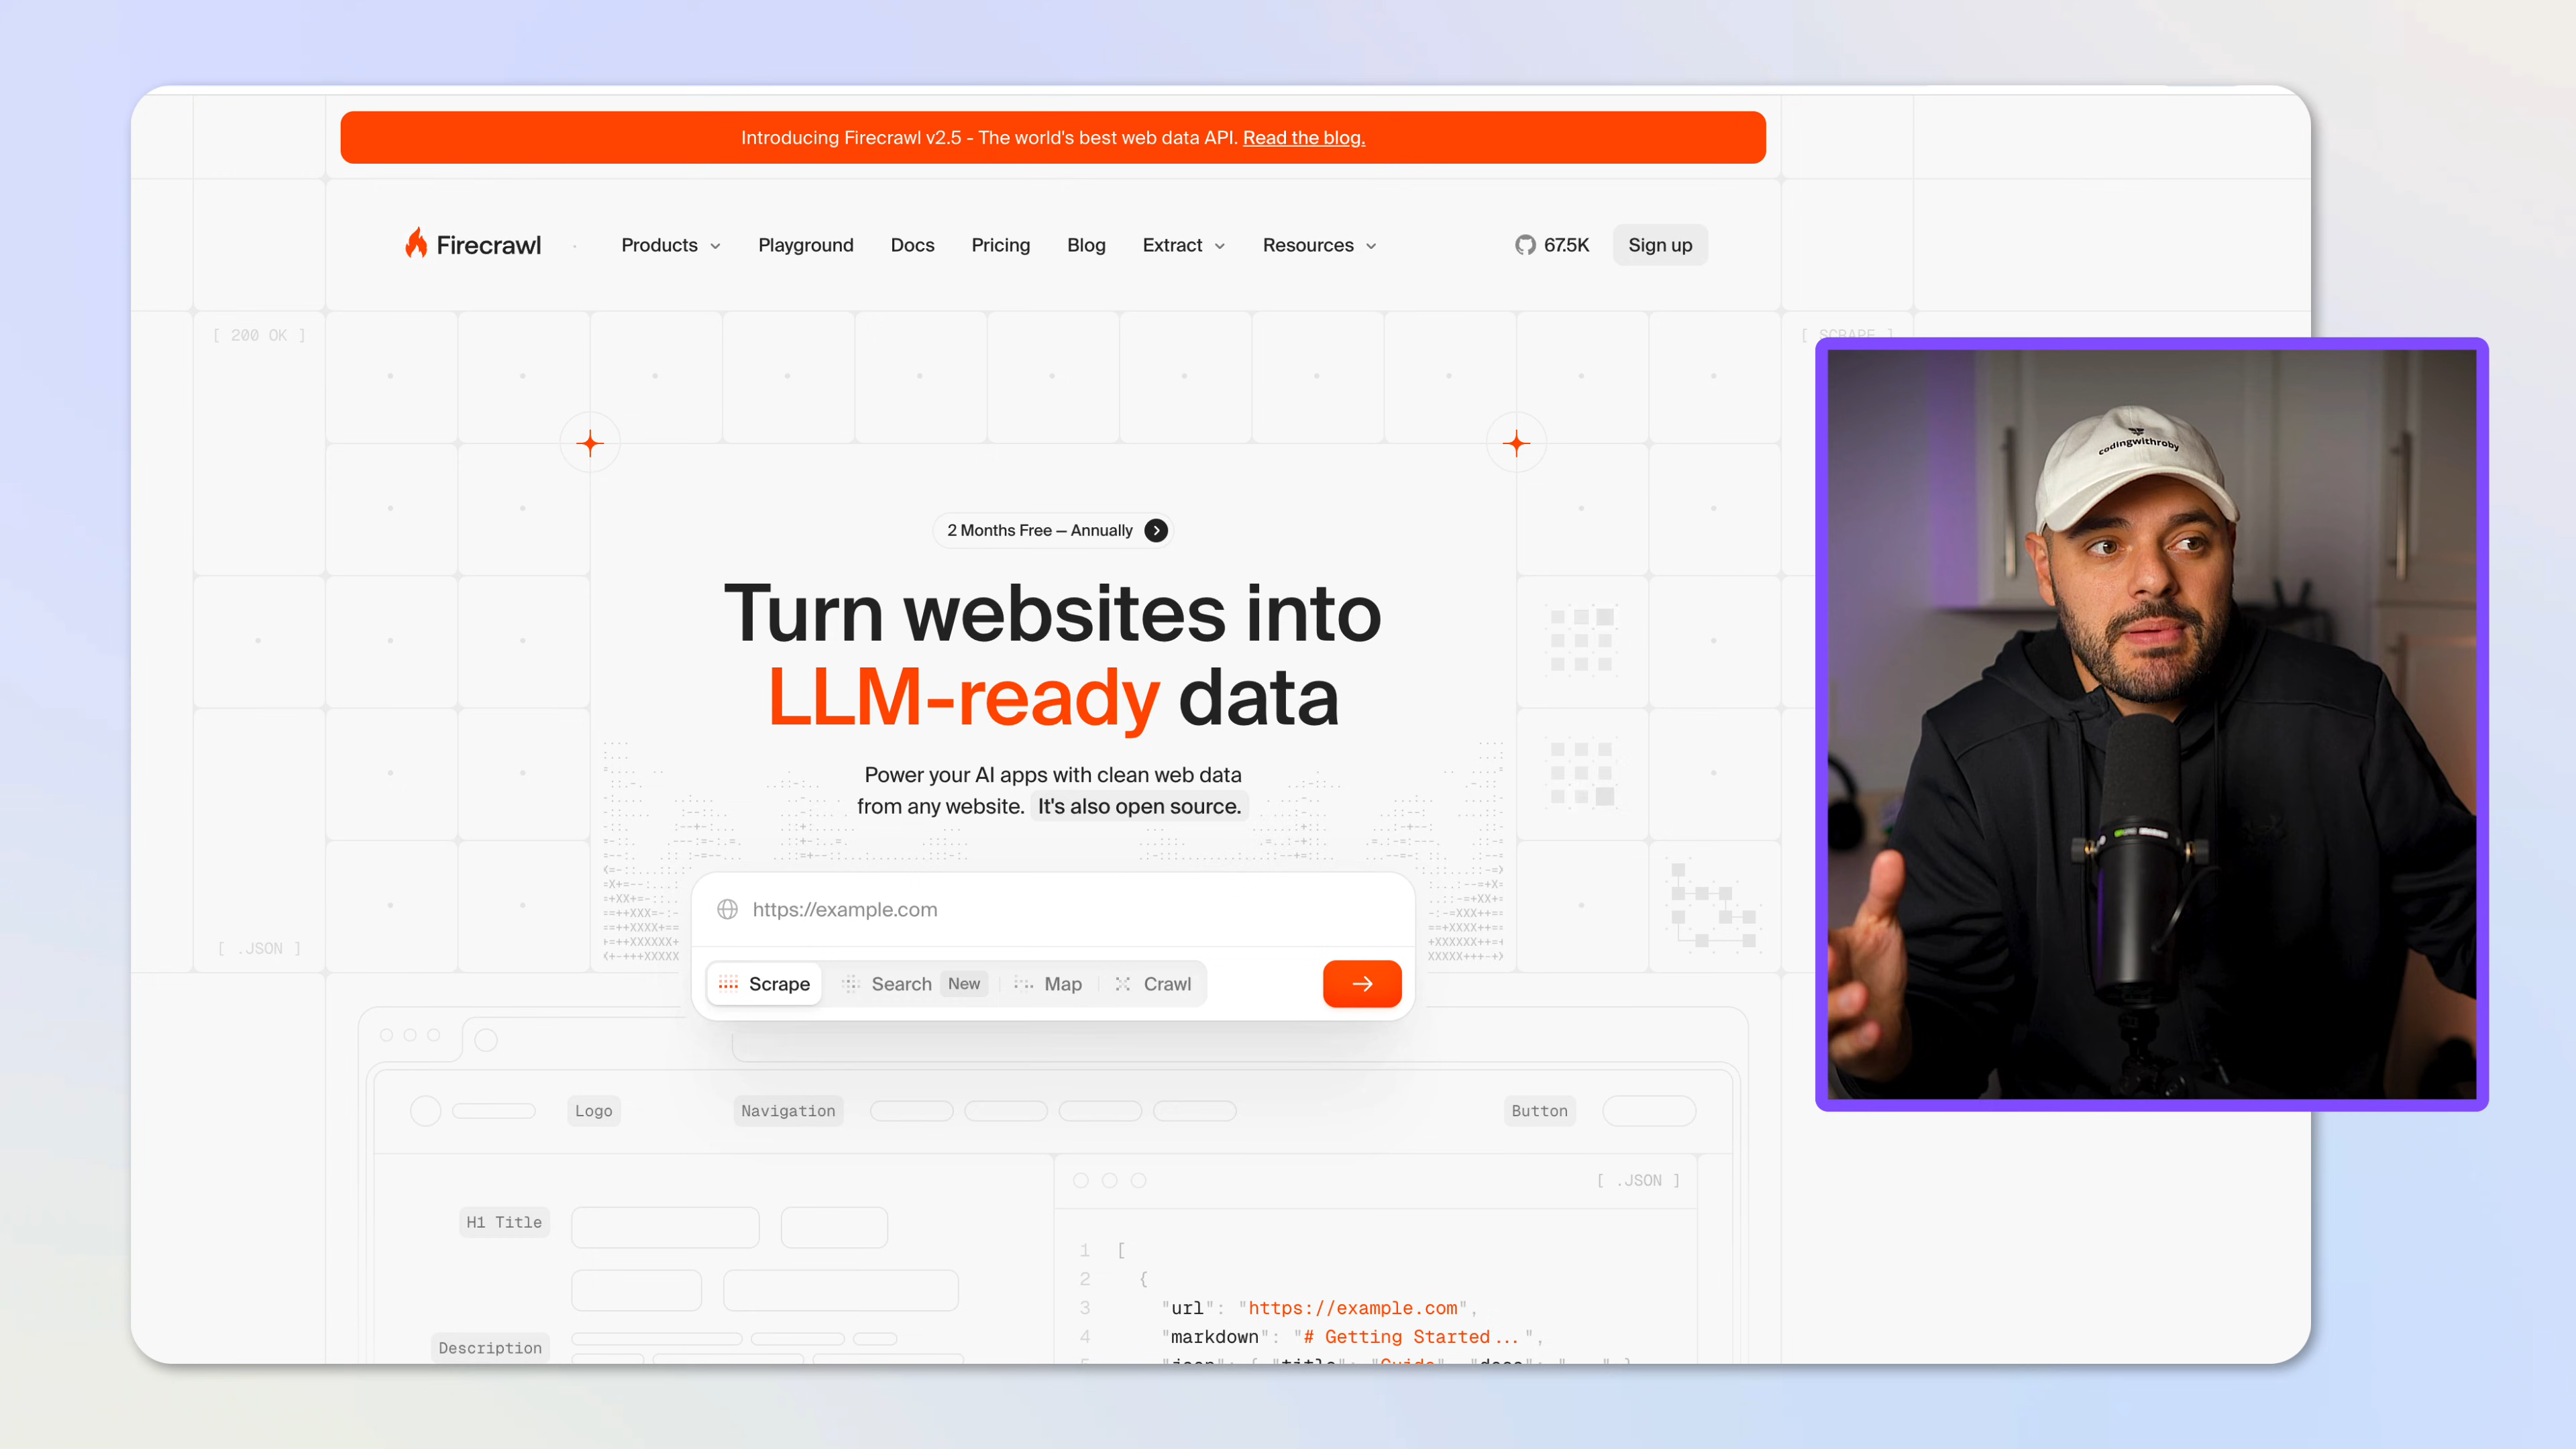 Introducing Firecrawl v2.5 - The world's best web data API. Read the blog.
Firecrawl
Products
Playground
Docs
Pricing
Blog
Extract
Resources
67.5K
Sign up
[ 200 OK ]
[ SCRAPE ]
codingwithroby
2 Months Free — Annually
Turn websites into
LLM-ready data
Power your AI apps with clean web data
from any website. It's also open source.
https://example.com
[ .JSON ]
Scrape
Search New
Map
Crawl
Logo
Navigation
Button
[ .JSON ]
H1 Title
1 [
2 {
3 "url": "https://example.com",
4 "markdown": "# Getting Started...",
Description